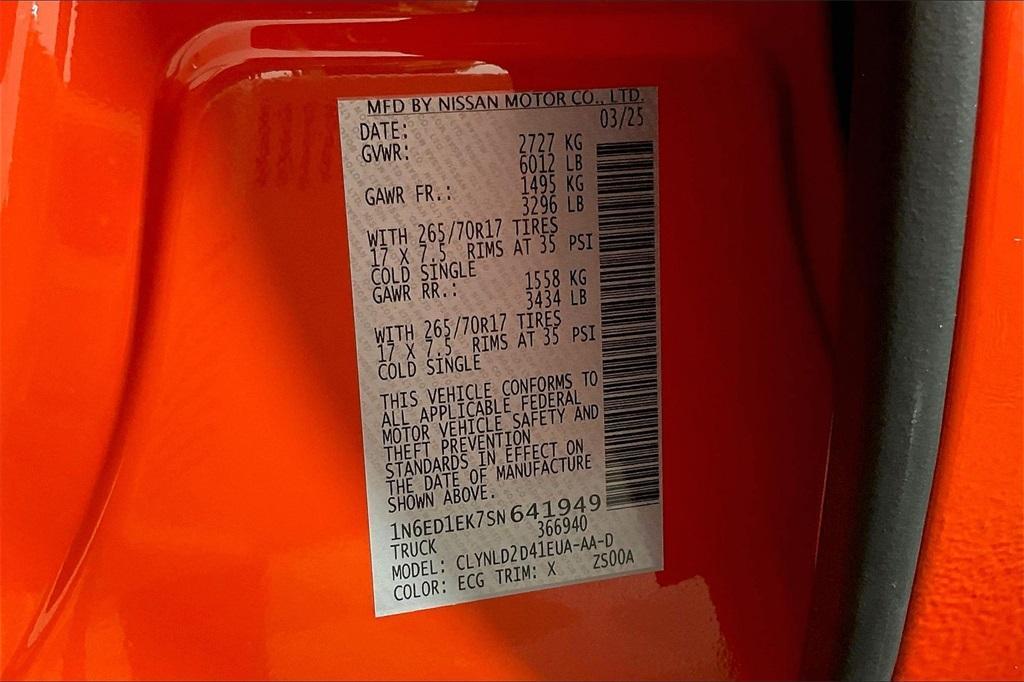 MFD BY NISSAN MOTOR CO., LTD.
DATE: 03/25
GVWR: 2727 KG
6012 LB
GAWR FR.: 1495 KG
3296 LB
WITH 265/70R17 TIRES
17 X 7.5 RIMS AT 35 PSI
COLD SINGLE
GAWR RR.: 1558 KG
3434 LB
WITH 265/70R17 TIRES
17 X 7.5 RIMS AT 35 PSI
COLD SINGLE
THIS VEHICLE CONFORMS TO
ALL APPLICABLE FEDERAL
MOTOR VEHICLE SAFETY AND
THEFT PREVENTION
STANDARDS IN EFFECT ON
THE DATE OF MANUFACTURE
SHOWN ABOVE.
1N6ED1EK7SN641949
TRUCK 366940
MODEL: CLYNLD2D41EUA-AA-D
COLOR: ECG TRIM: X ZS00A